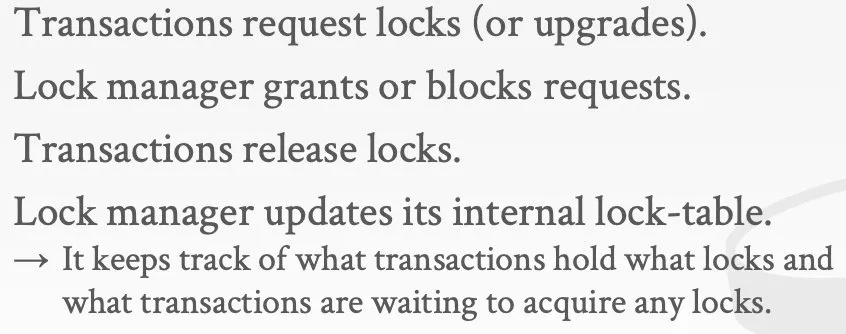 Transactions request locks (or upgrades).
Lock manager grants or blocks requests.
Transactions release locks.
Lock manager updates its internal lock-table.
→ It keeps track of what transactions hold what locks and
what transactions are waiting to acquire any locks.